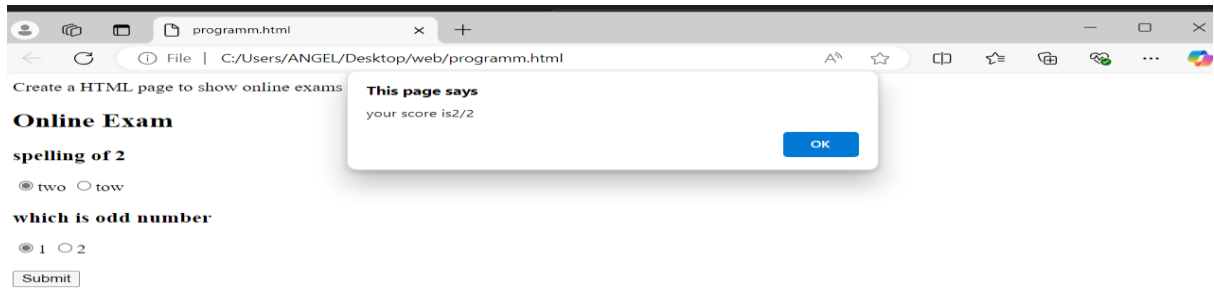 programm.html
File | C:/Users/ANGEL/Desktop/web/programm.html
Create a HTML page to show online exams
This page says
your score is2/2
OK
Online Exam
spelling of 2
two tow
which is odd number
1 2
Submit